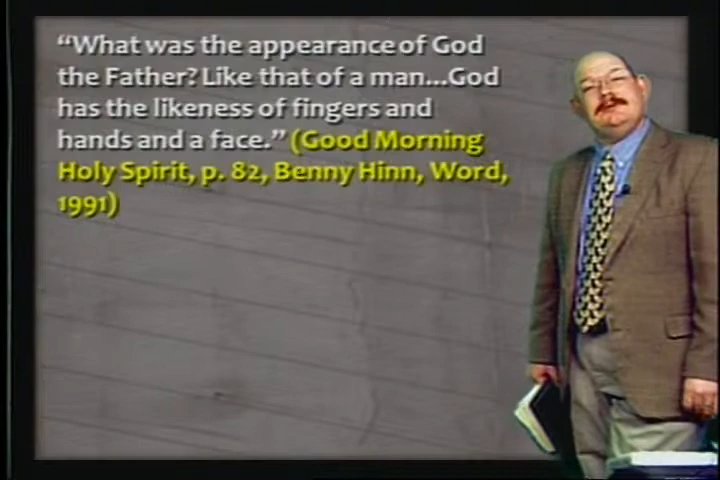 “What was the appearance of God
the Father? Like that of a man...God
has the likeness of fingers and
hands and a face.” (Good Morning
Holy Spirit, p. 82, Benny Hinn, Word,
1991)